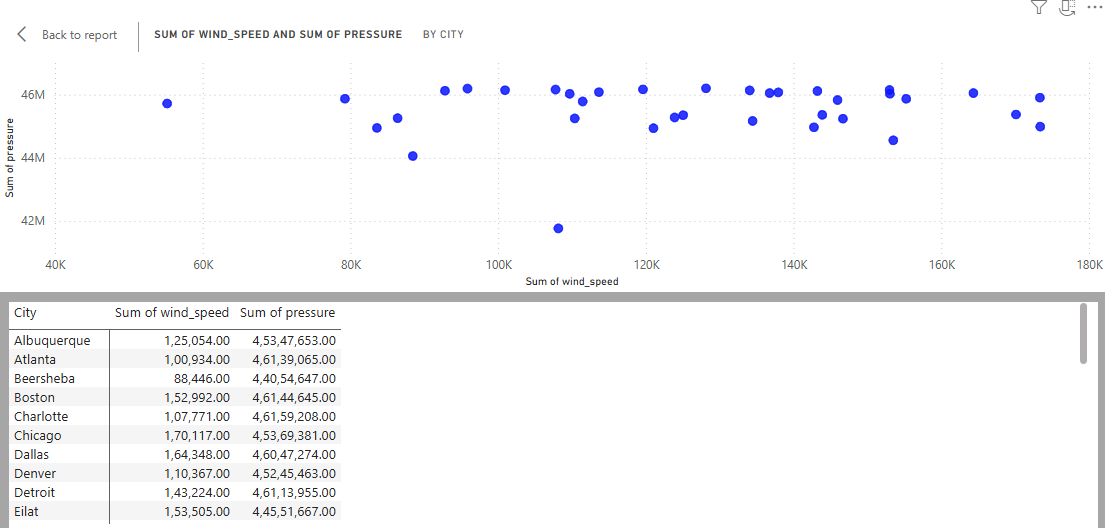 Back to report SUM OF WIND_SPEED AND SUM OF PRESSURE BY CITY
46M
44M
42M
Sum of pressure
40K 60K 80K 100K 120K 140K 160K 180K
Sum of wind_speed
City Sum of wind_speed Sum of pressure
Albuquerque 1,25,054.00 4,53,47,653.00
Atlanta 1,00,934.00 4,61,39,065.00
Beersheba 88,446.00 4,40,54,647.00
Boston 1,52,992.00 4,61,44,645.00
Charlotte 1,07,771.00 4,61,59,208.00
Chicago 1,70,117.00 4,53,69,381.00
Dallas 1,64,348.00 4,60,47,274.00
Denver 1,10,367.00 4,52,45,463.00
Detroit 1,43,224.00 4,61,13,955.00
Eilat 1,53,505.00 4,45,51,667.00